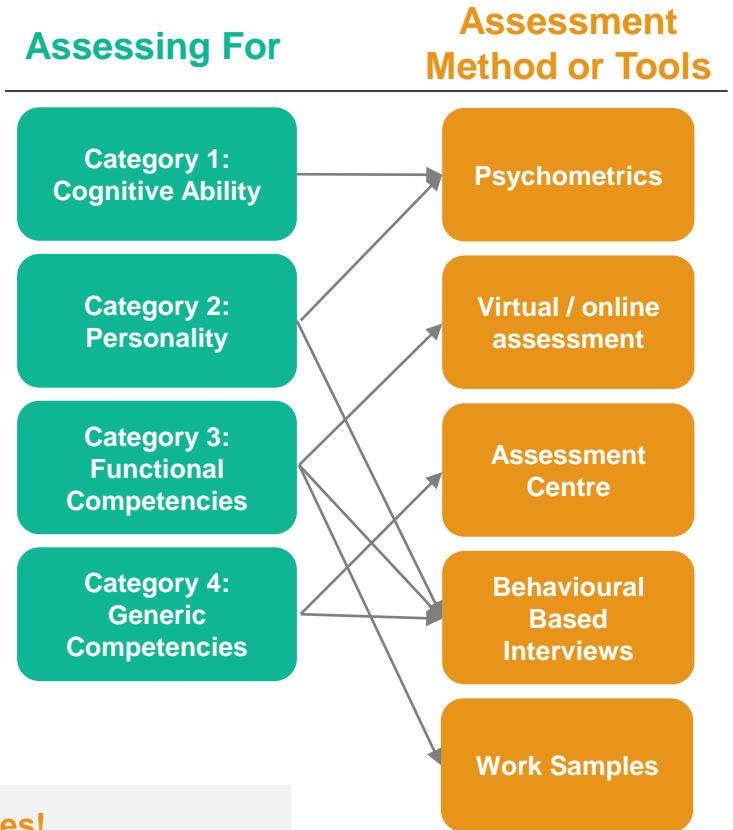 Assessing For
Assessment
Method or Tools
Category 1:
Cognitive Ability
Psychometrics
Category 2:
Personality
Virtual / online
assessment
Category 3:
Functional
Competencies
Assessment
Centre
Category 4:
Generic
Competencies
Behavioural
Based
Interviews
Work Samples
es!